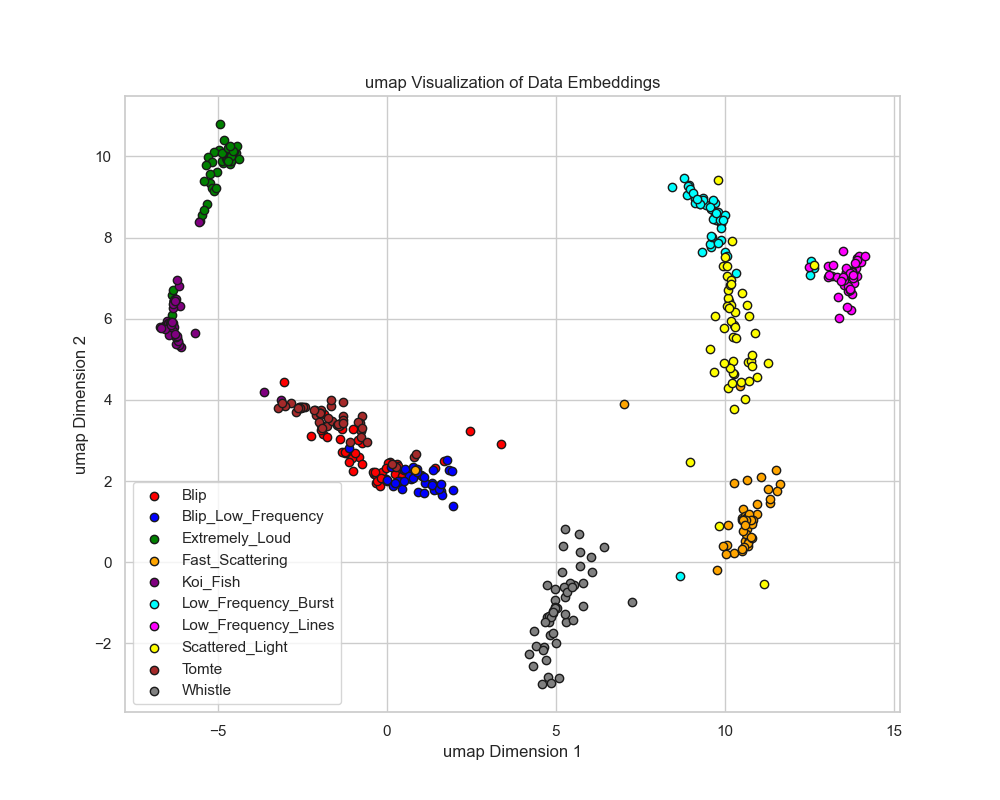 umap Visualization of Data Embeddings
10
8
6
4
2
0
−2
umap Dimension 2
Blip
Blip_Low_Frequency
Extremely_Loud
Fast_Scattering
Koi_Fish
Low_Frequency_Burst
Low_Frequency_Lines
Scattered_Light
Tomte
Whistle
−5 0 5 10 15
umap Dimension 1